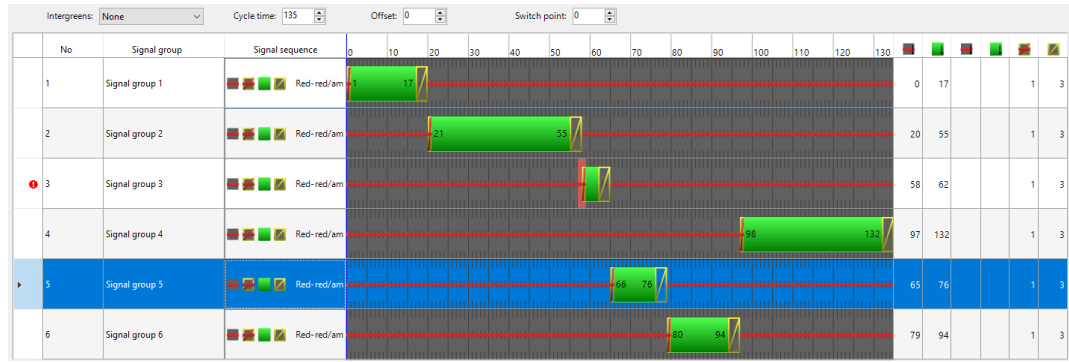 Intergreens: None Cycle time: 135 Offset: 0 Switch point: 0
No Signal group Signal sequence 0 10 20 30 40 50 60 70 80 90 100 110 120 130
1 Signal group 1 Red-red/am 1 17 0 17 1 3
2 Signal group 2 Red-red/am 21 55 20 55 1 3
3 Signal group 3 Red-red/am 58 62 1 3
4 Signal group 4 Red-red/am 98 132 97 132 1 3
5 Signal group 5 Red-red/am 66 76 65 76 1 3
6 Signal group 6 Red-red/am 80 94 79 94 1 3